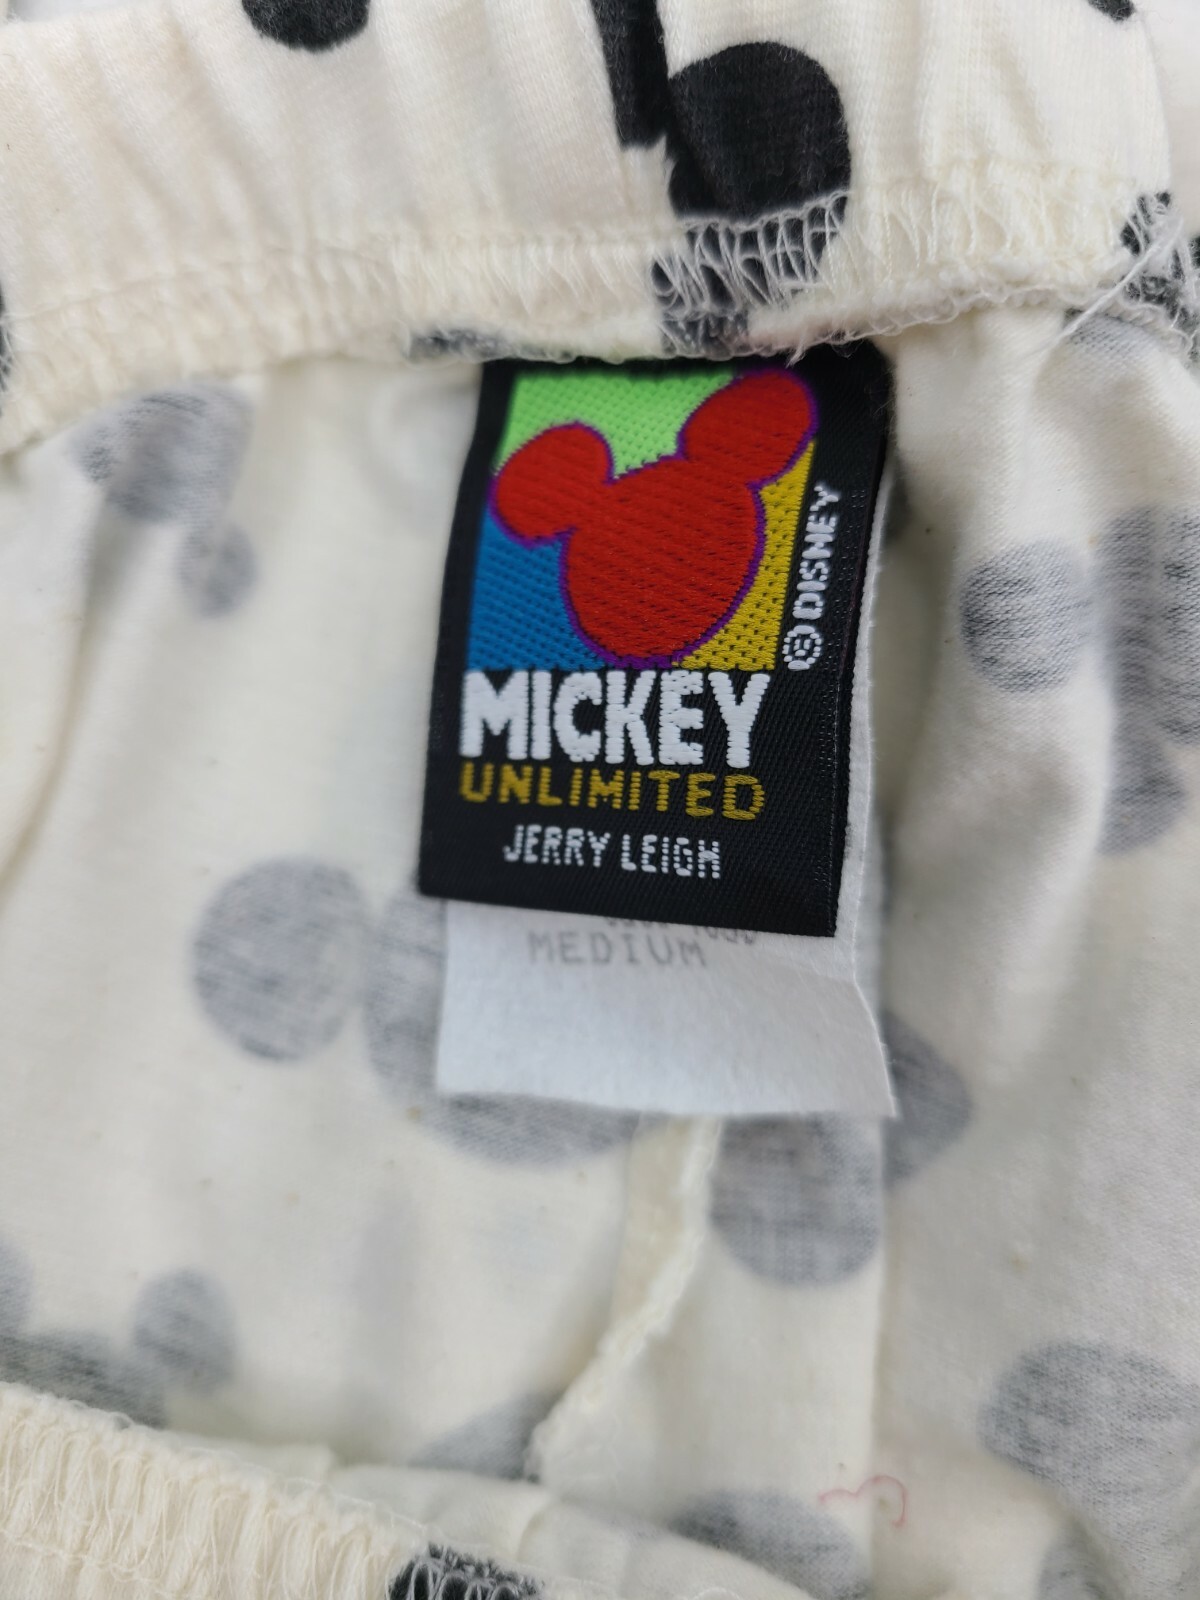 © DISNEY
MICKEY
UNLIMITED
JERRY LEIGH
MEDIUM